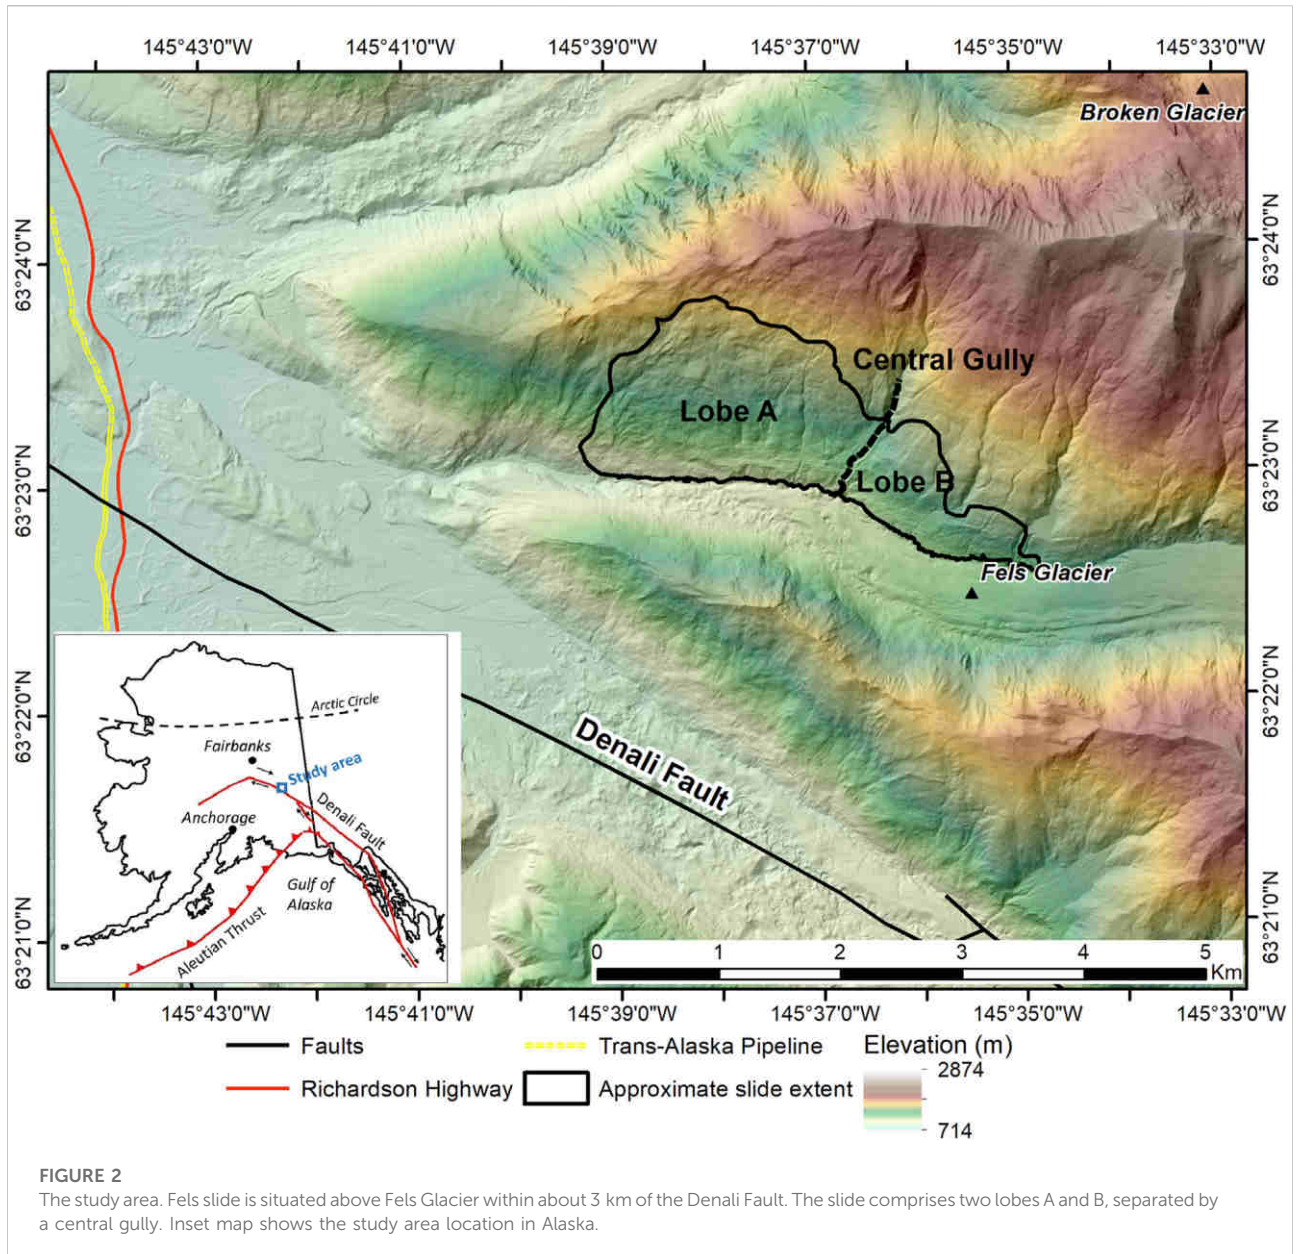 145°43'0"W 145°41'0"W 145°39'0"W 145°37'0"W 145°35'0"W 145°33'0"W
Broken Glacier
63°24'0"N
63°24'0"N
Central Gully
Lobe A
63°23'0"N
63°23'0"N
Lobe B
Fels Glacier
63°22'0"N
63°22'0"N
Arctic Circle
Fairbanks
Study area
Denali Fault
Anchorage
Denali Fault
Gulf of
Alaska
Aleutian Thrust
63°21'0"N
63°21'0"N
0 1 2 3 4 5
Km
145°43'0"W 145°41'0"W 145°39'0"W 145°37'0"W 145°35'0"W 145°33'0"W
Faults
Trans-Alaska Pipeline
Elevation (m)
2874
Richardson Highway
Approximate slide extent
714
FIGURE 2
The study area. Fels slide is situated above Fels Glacier within about 3 km of the Denali Fault. The slide comprises two lobes A and B, separated by
a central gully. Inset map shows the study area location in Alaska.